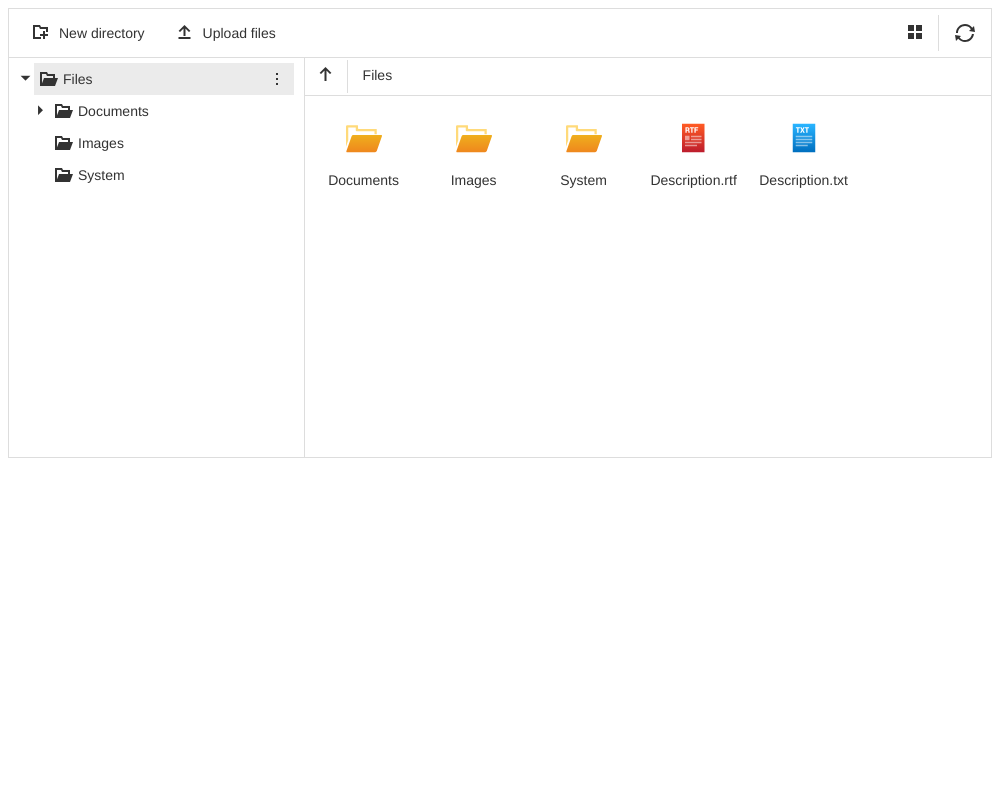 New directory
Upload files
Files
Documents
Images
System
Files
RTF
TXT
Documents
Images
System
Description.rtf
Description.txt